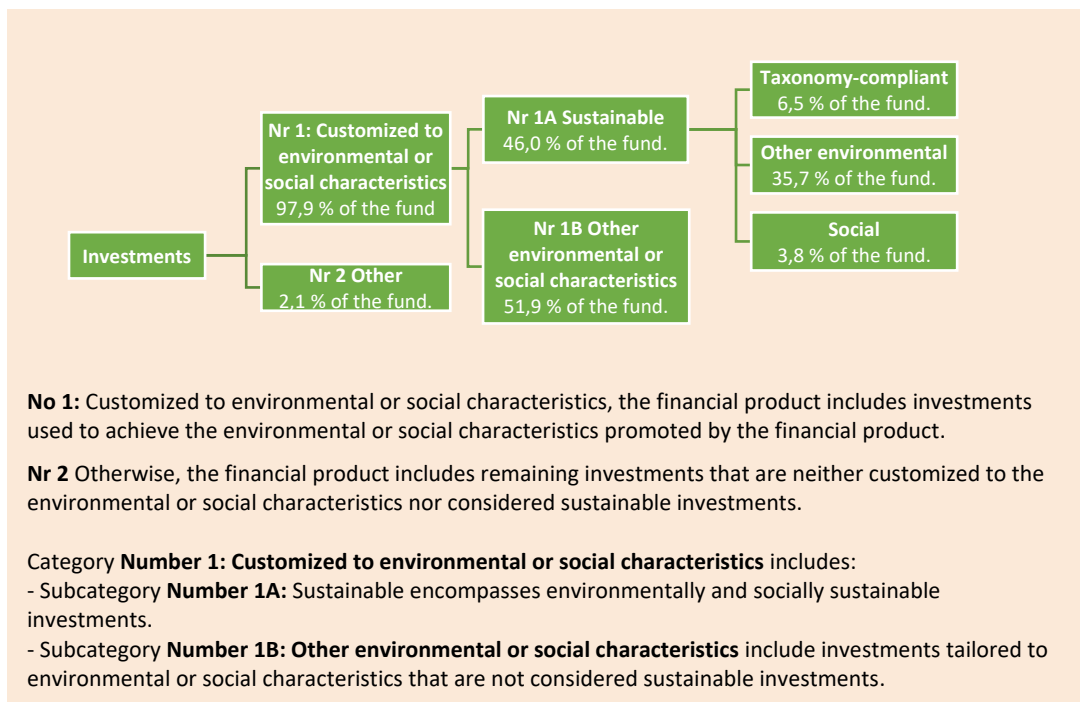 Investments
Nr 1: Customized to
environmental or
social characteristics
97,9 % of the fund
Nr 2 Other
2,1 % of the fund.
Nr 1A Sustainable
46,0 % of the fund.
Nr 1B Other
environmental or
social characteristics
51,9 % of the fund.
Taxonomy-compliant
6,5 % of the fund.
Other environmental
35,7 % of the fund.
Social
3,8 % of the fund.
No 1: Customized to environmental or social characteristics, the financial product includes investments
used to achieve the environmental or social characteristics promoted by the financial product.
Nr 2 Otherwise, the financial product includes remaining investments that are neither customized to the
environmental or social characteristics nor considered sustainable investments.
Category Number 1: Customized to environmental or social characteristics includes:
- Subcategory Number 1A: Sustainable encompasses environmentally and socially sustainable
investments.
- Subcategory Number 1B: Other environmental or social characteristics include investments tailored to
environmental or social characteristics that are not considered sustainable investments.